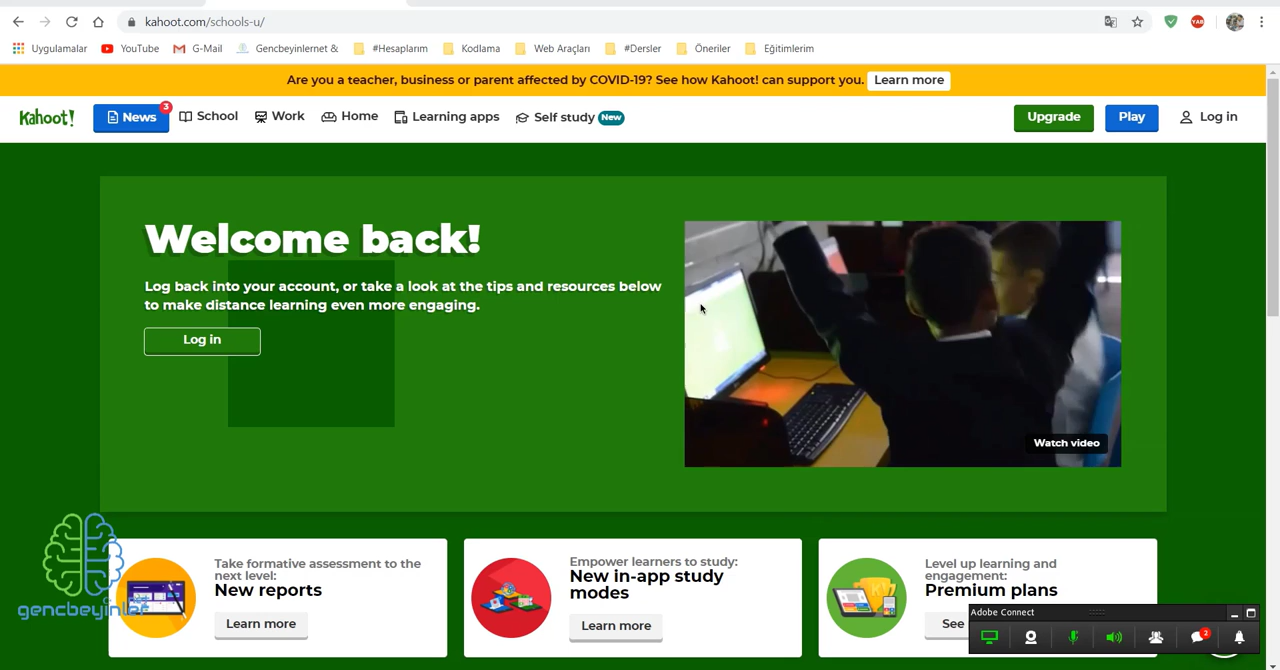 kahoot.com/schools-u/
Uygulamalar YouTube G-Mail Gencbeyinlernet & #Hesaplarım Kodlama Web Araçları #Dersler Öneriler Eğitimlerim
Are you a teacher, business or parent affected by COVID-19? See how Kahoot! can support you. Learn more
Kahoot! News 3 School Work Home Learning apps Self study New Upgrade Play Log in
Welcome back!
Log back into your account, or take a look at the tips and resources below
to make distance learning even more engaging.
Log in
Watch video
Take formative assessment to the
next level:
New reports
Learn more
Empower learners to study:
New in-app study
modes
Learn more
Level up learning and
engagement:
Premium plans
See
gencbeyinler
Adobe Connect
2